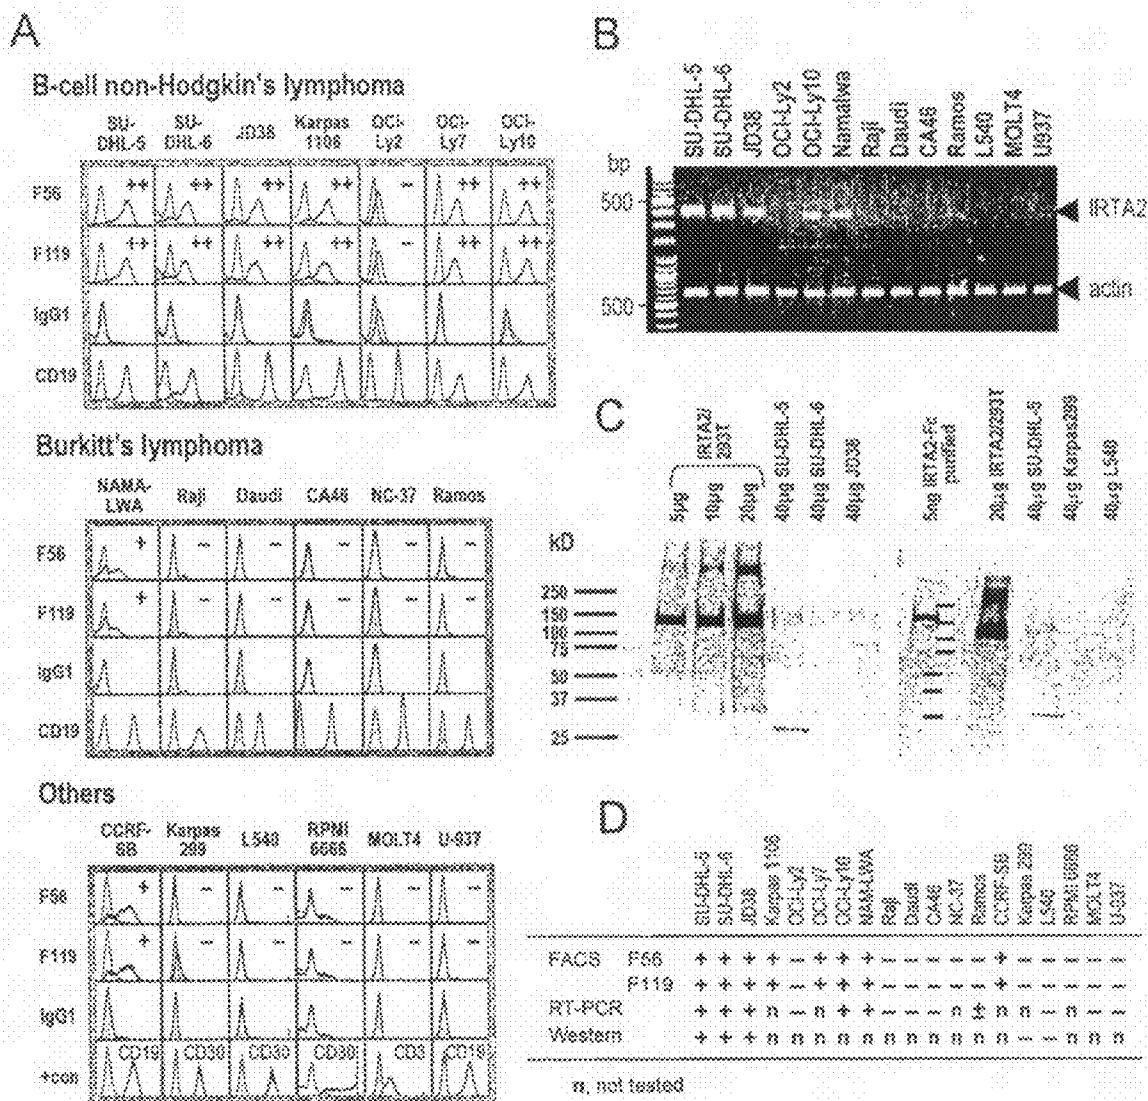 A
B-cell non-Hodgkin's lymphoma
SU-DHL-5 SU-DHL-6 JD38 Karpas 1106 OCI-Ly2 OCI-Ly7 OCI-Ly10
F56 ++ ++ ++ ++ – ++ ++
F119 ++ ++ ++ ++ – ++ ++
IgG1
CD19
Burkitt's lymphoma
NAMA-LWA Raji Daudi CA46 NC-37 Ramos
F56 + – – – – –
F119 + – – – – –
IgG1
CD19
Others
CCRF-SB Karpas 299 L540 RPMI 6666 MOLT4 U-937
F56 + – – – – –
F119 + – – – – –
IgG1
+con CD19 CD30 CD30 CD30 CD3 CD19
B
SU-DHL-5 SU-DHL-6 JD38 OCI-Ly2 OCI-Ly10 Namalwa Raji Daudi CA46 Ramos L540 MOLT4 U937
bp
500 IRTA2
actin
500
C
IRTA2/293T
5µg 10µg 20µg 40µg SU-DHL-5 40µg SU-DHL-6 40µg JD38 5ng IRTA2-Fc purified 20µg IRTA2/293T 40µg SU-DHL-5 40µg Karpas299 40µg L540
kD
250
150
100
75
50
37
25
D
SU-DHL-5 SU-DHL-6 JD38 Karpas 1106 OCI-Ly2 OCI-Ly7 OCI-Ly10 NAM-LWA Raji Daudi CA46 NC-37 Ramos CCRF-SB Karpas 299 L540 RPMI 6666 MOLT4 U-937
FACS F56 + + + + – + + + – – – – – + – – – – –
F119 + + + + – + + + – – – – – + – – – – –
RT-PCR + + + n – n + + – – – n ± n n – n – –
Western + + + n n n n n n n n n n n – – n n n
n, not tested